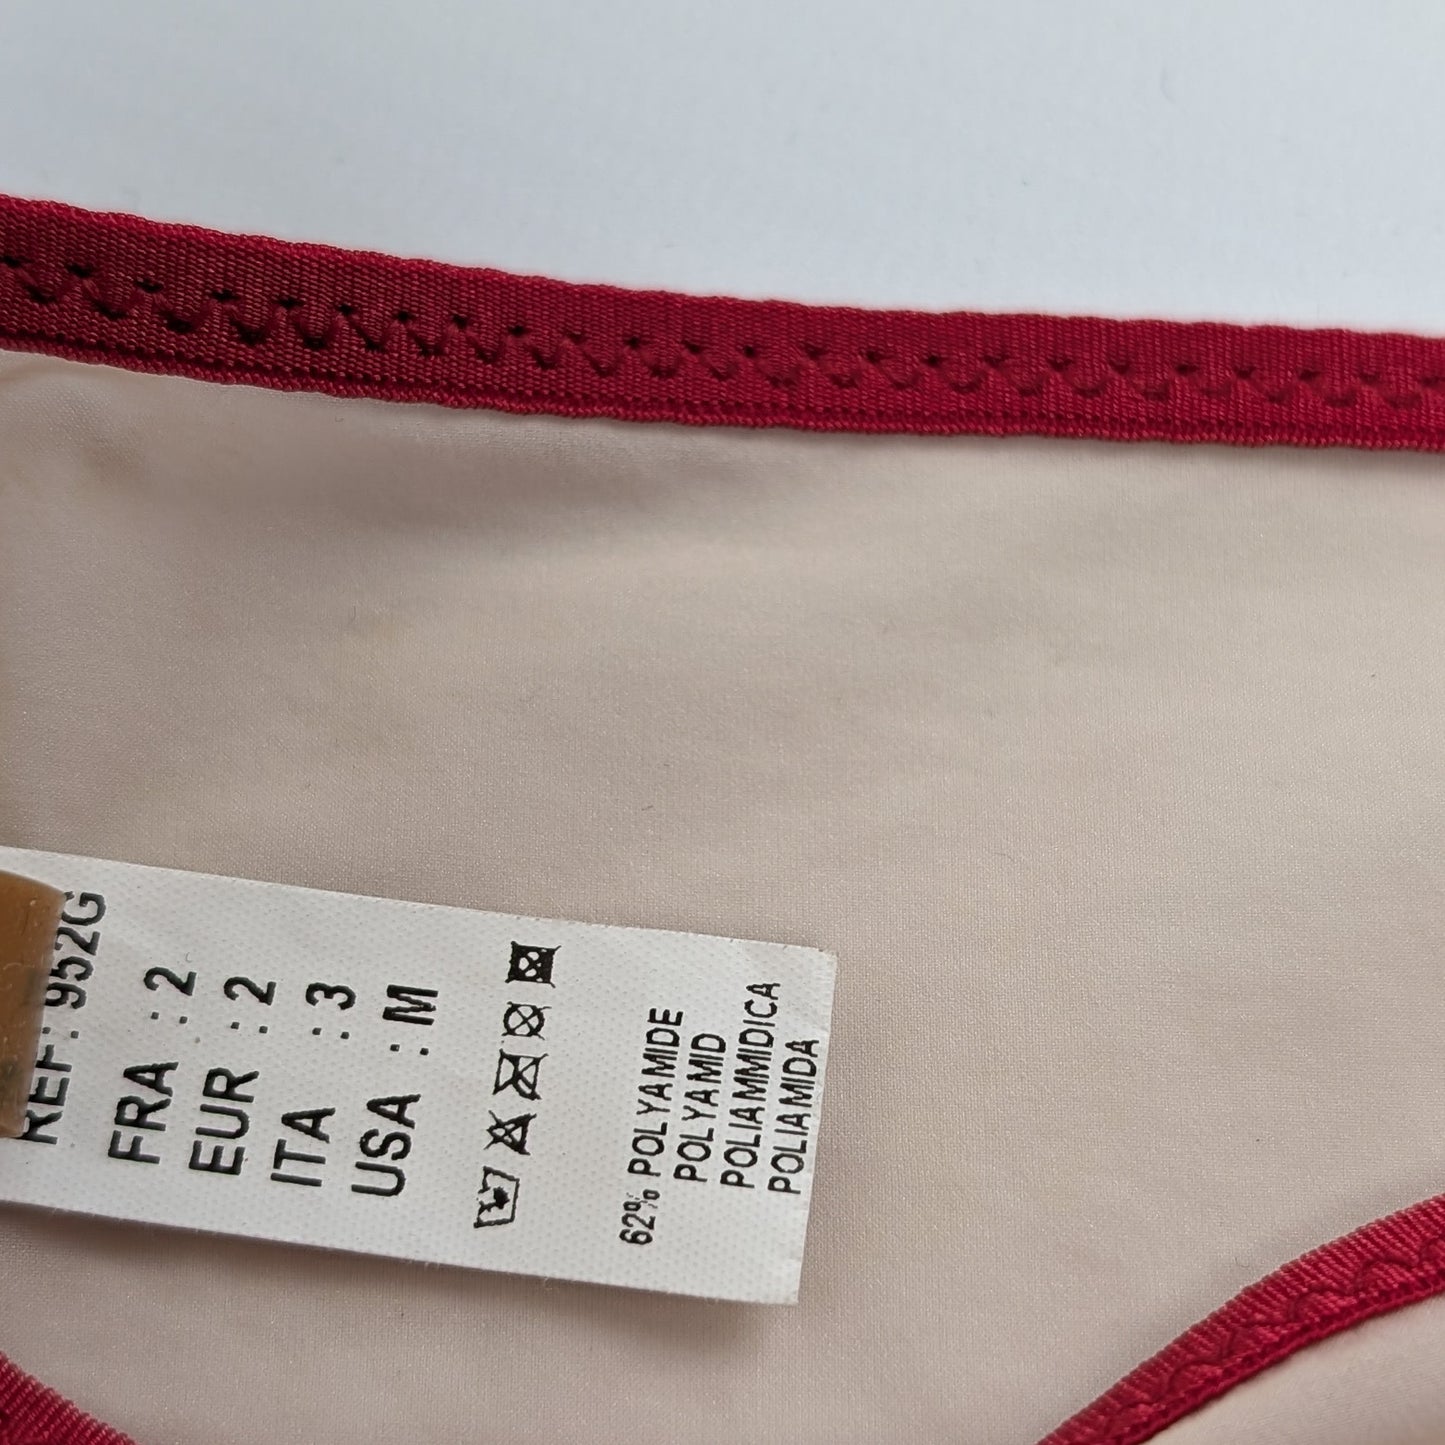 REF: 952G
FRA : 2
EUR : 2
ITA : 3
USA : M
62% POLYAMIDE
POLYAMID
POLIAMMIDICA
POLIAMIDA